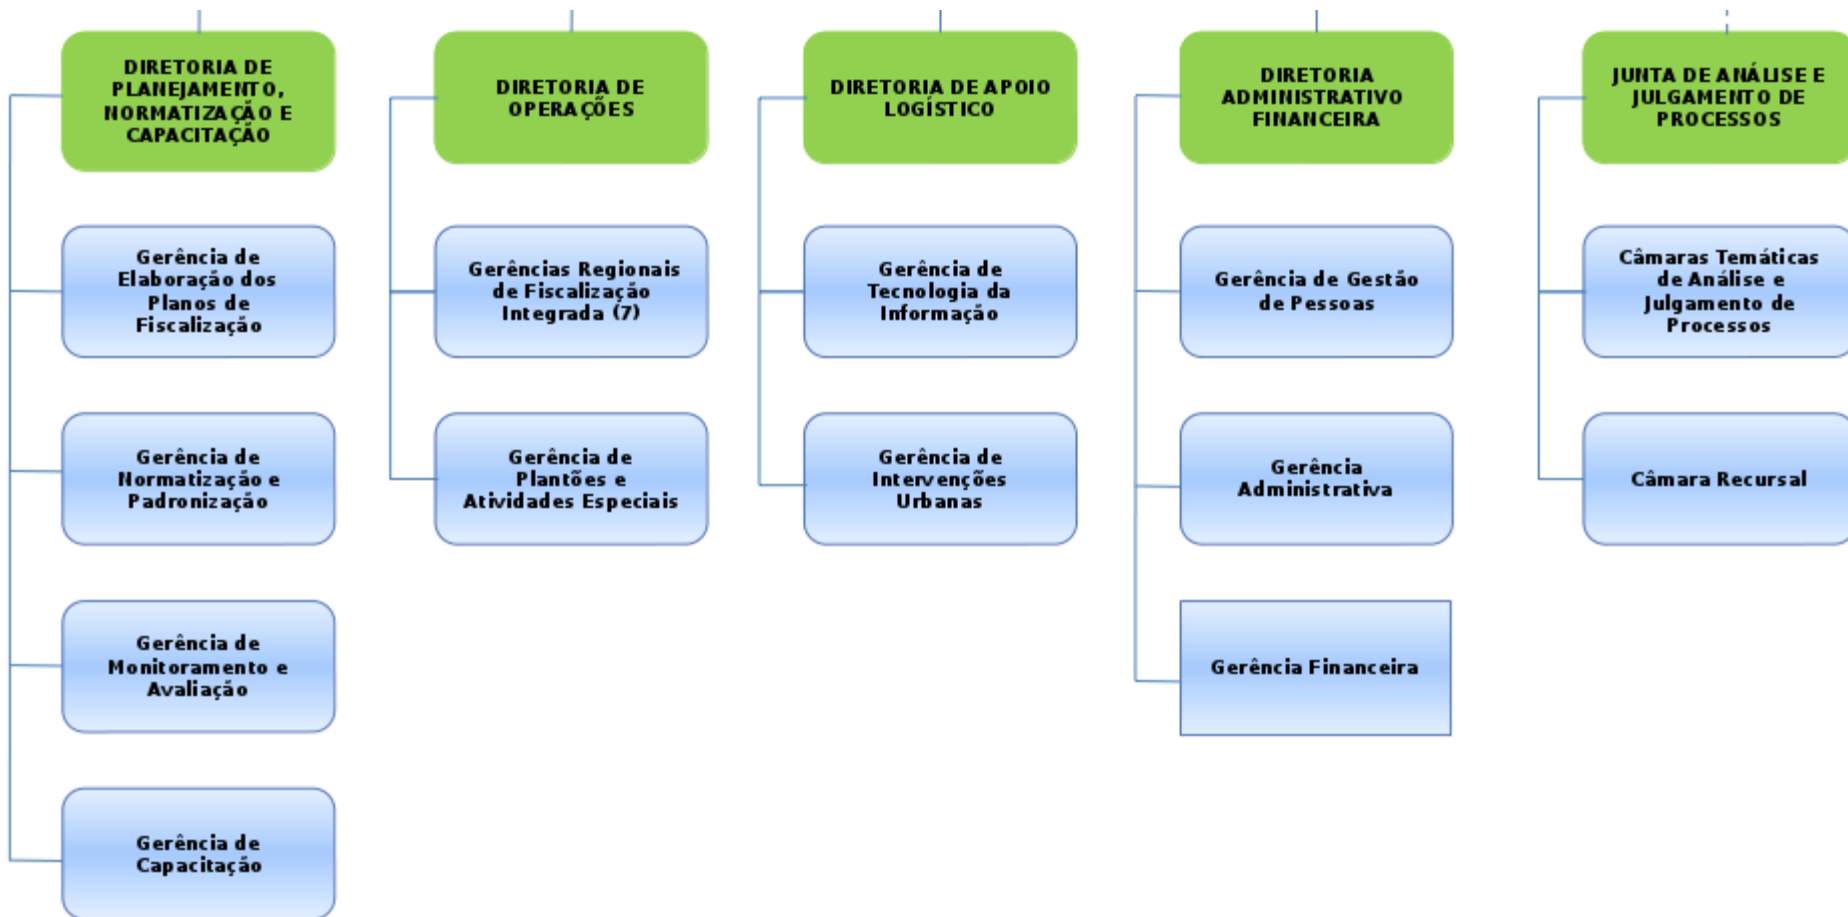 DIRETORIA DE
PLANEJAMENTO,
NORMATIZAÇÃO E
CAPACITAÇÃO
Gerência de
Elaboração dos
Planos de
Fiscalização
Gerência de
Normatização e
Padronização
Gerência de
Monitoramento e
Avaliação
Gerência de
Capacitação
DIRETORIA DE
OPERAÇÕES
Gerências Regionais
de Fiscalização
Integrada (7)
Gerência de
Plantões e
Atividades Especiais
DIRETORIA DE APOIO
LOGÍSTICO
Gerência de
Tecnologia da
Informação
Gerência de
Intervenções
Urbanas
DIRETORIA
ADMINISTRATIVO
FINANCEIRA
Gerência de Gestão
de Pessoas
Gerência
Administrativa
Gerência Financeira
JUNTA DE ANÁLISE E
JULGAMENTO DE
PROCESSOS
Câmaras Temáticas
de Análise e
Julgamento de
Processos
Câmara Recursal